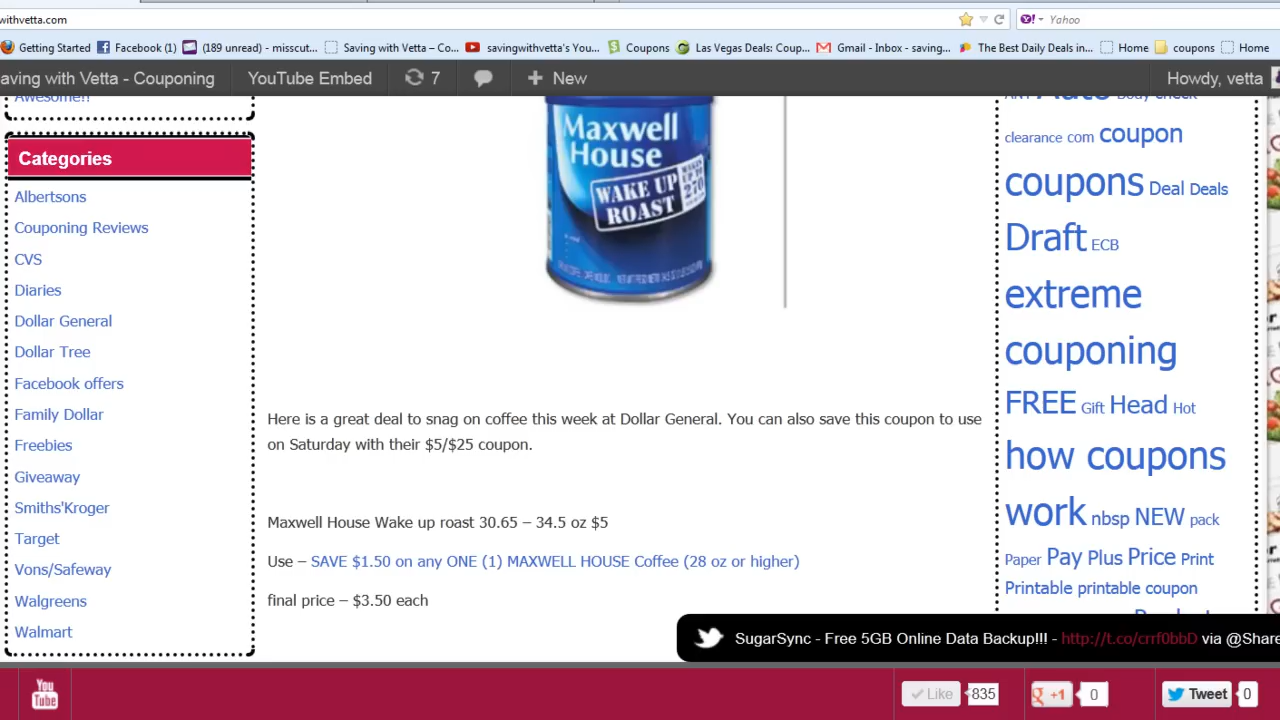 withvetta.com
Yahoo
Getting Started
Facebook (1)
(189 unread) - misscut...
Saving with Vetta – Co...
savingwithvetta's You...
Coupons
Las Vegas Deals: Coup...
Gmail - Inbox - saving...
The Best Daily Deals in...
Home
coupons
Home
aving with Vetta - Couponing
YouTube Embed
7
New
Howdy, vetta
Awesome!!
Categories
Albertsons
Couponing Reviews
CVS
Diaries
Dollar General
Dollar Tree
Facebook offers
Family Dollar
Freebies
Giveaway
Smiths'Kroger
Target
Vons/Safeway
Walgreens
Walmart
Maxwell
House
WAKE UP
ROAST
Here is a great deal to snag on coffee this week at Dollar General. You can also save this coupon to use
on Saturday with their $5/$25 coupon.
Maxwell House Wake up roast 30.65 – 34.5 oz $5
Use – SAVE $1.50 on any ONE (1) MAXWELL HOUSE Coffee (28 oz or higher)
final price – $3.50 each
Auto Body check
clearance com coupon
coupons Deal Deals
Draft ECB
extreme
couponing
FREE Gift Head Hot
how coupons
work nbsp NEW pack
Paper Pay Plus Price Print
Printable printable coupon
SugarSync - Free 5GB Online Data Backup!!! - http://t.co/crrf0bbD via @Share
You
Tube
Like 835
+1 0
Tweet 0